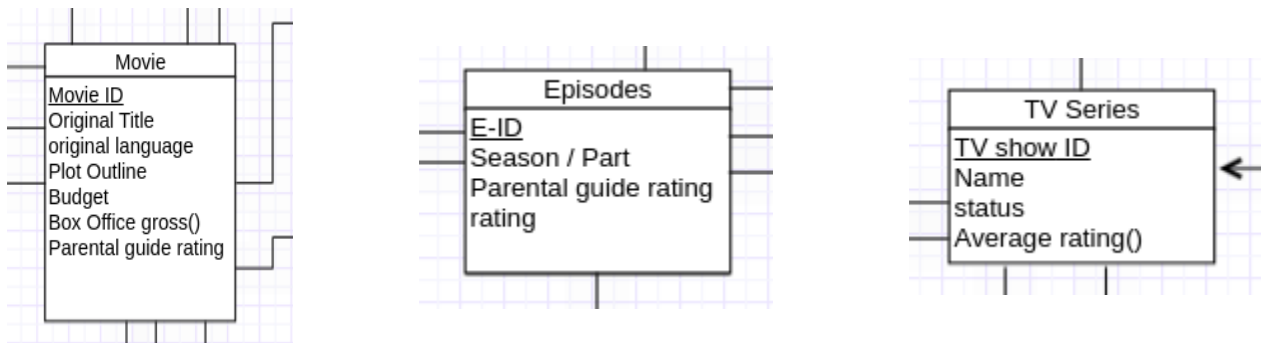 Movie
Movie ID
Original Title
original language
Plot Outline
Budget
Box Office gross()
Parental guide rating
Episodes
E-ID
Season / Part
Parental guide rating
rating
TV Series
TV show ID
Name
status
Average rating()